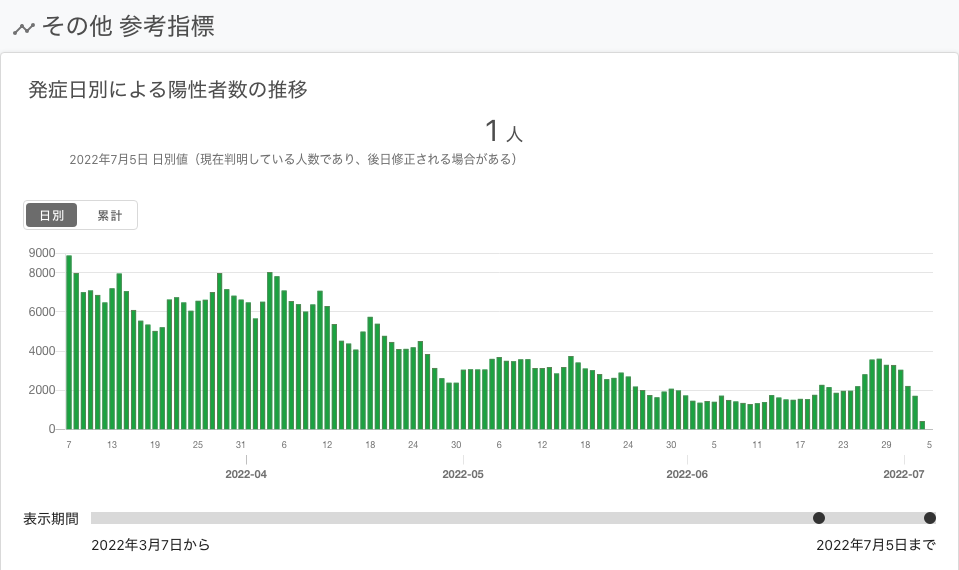 その他 参考指標
発症日別による陽性者数の推移
1 人
2022年7月5日 日別値（現在判明している人数であり、後日修正される場合がある）
日別 累計
9000
8000
6000
4000
2000
0
7 13 19 25 31 6 12 18 24 30 6 12 18 24 30 5 11 17 23 29 5
2022-04 2022-05 2022-06 2022-07
表示期間
2022年3月7日から 2022年7月5日まで